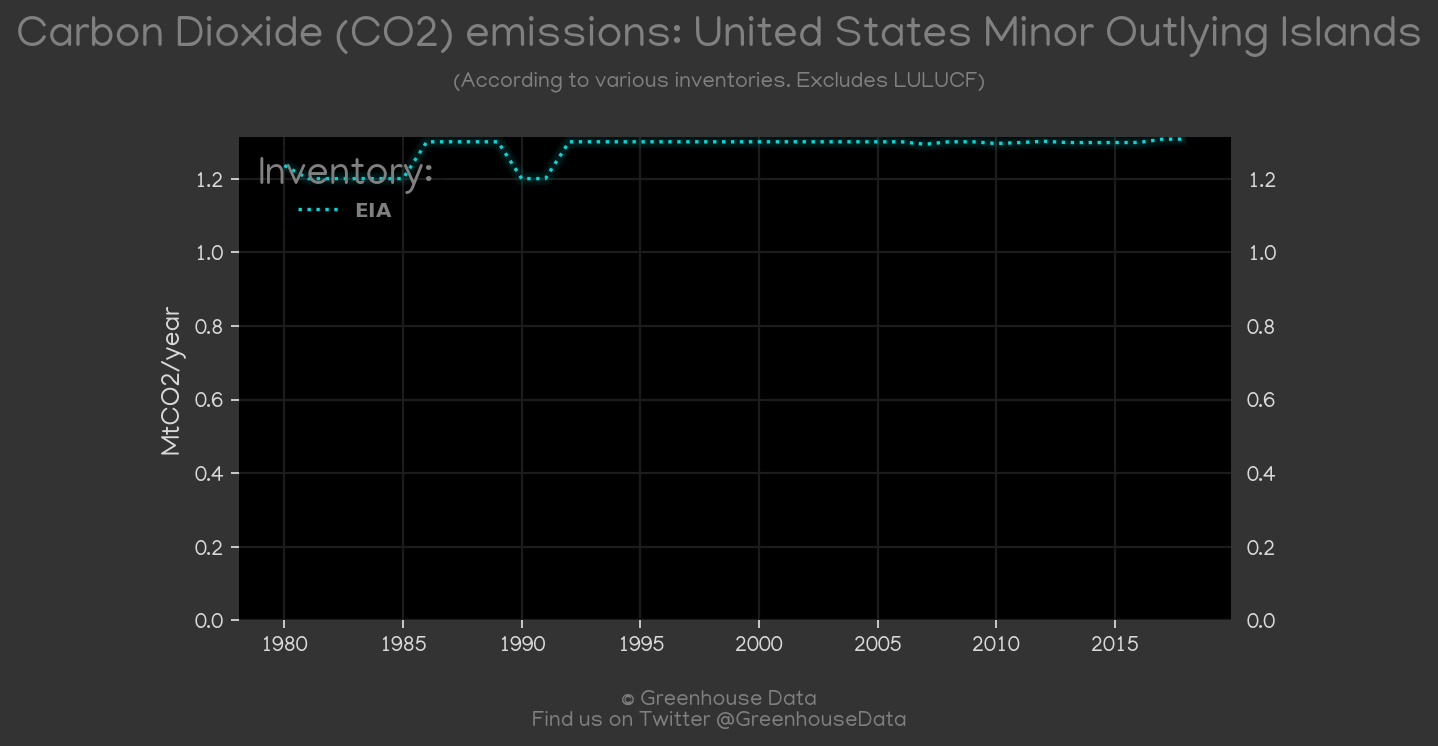 Carbon Dioxide (CO2) emissions: United States Minor Outlying Islands
(According to various inventories. Excludes LULUCF)
Inventory:
EIA
MtCO2/year
1.2
1.0
0.8
0.6
0.4
0.2
0.0
1.2
1.0
0.8
0.6
0.4
0.2
0.0
1980 1985 1990 1995 2000 2005 2010 2015
© Greenhouse Data
Find us on Twitter @GreenhouseData